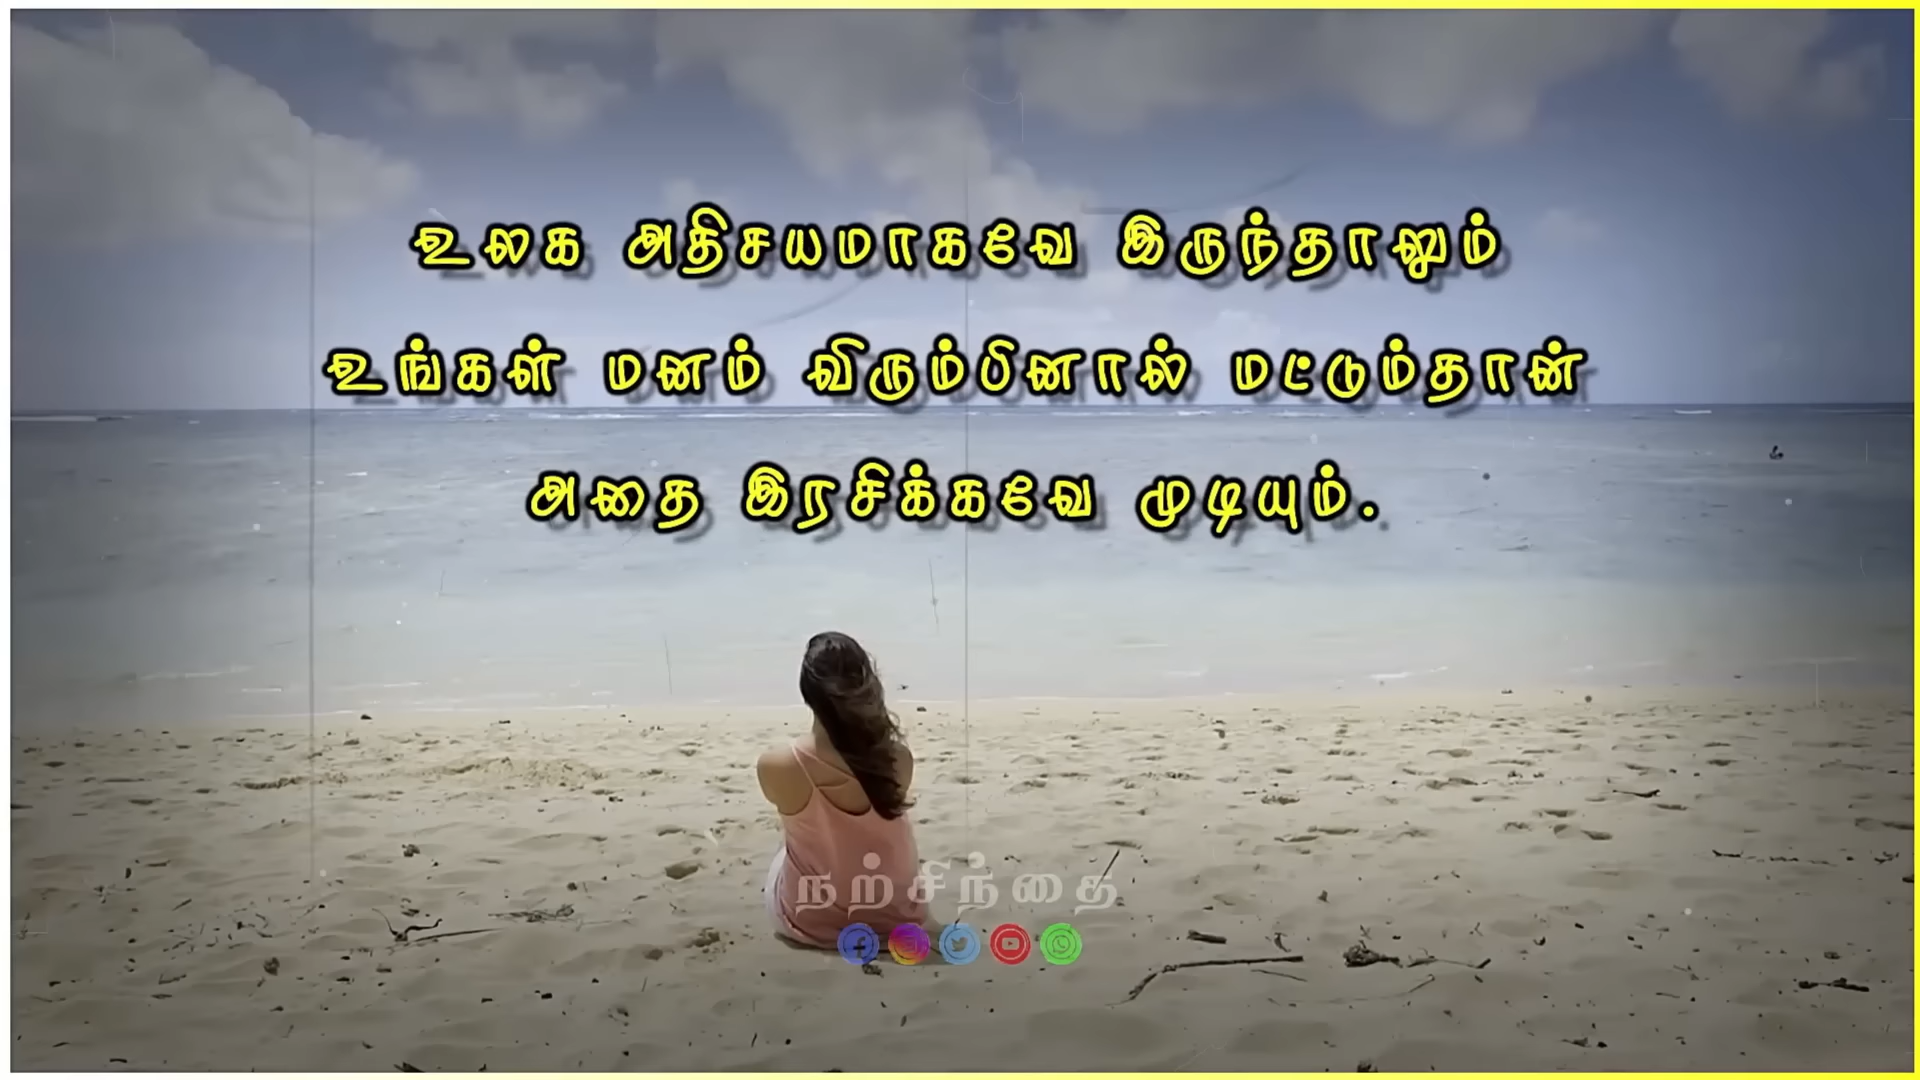 உலக அதிசயமாகவே இருந்தாலும்
உங்கள் மனம் விரும்பினால் மட்டும்தான்
அதை இரசிக்கவே முடியும்.
நற்சிந்தை